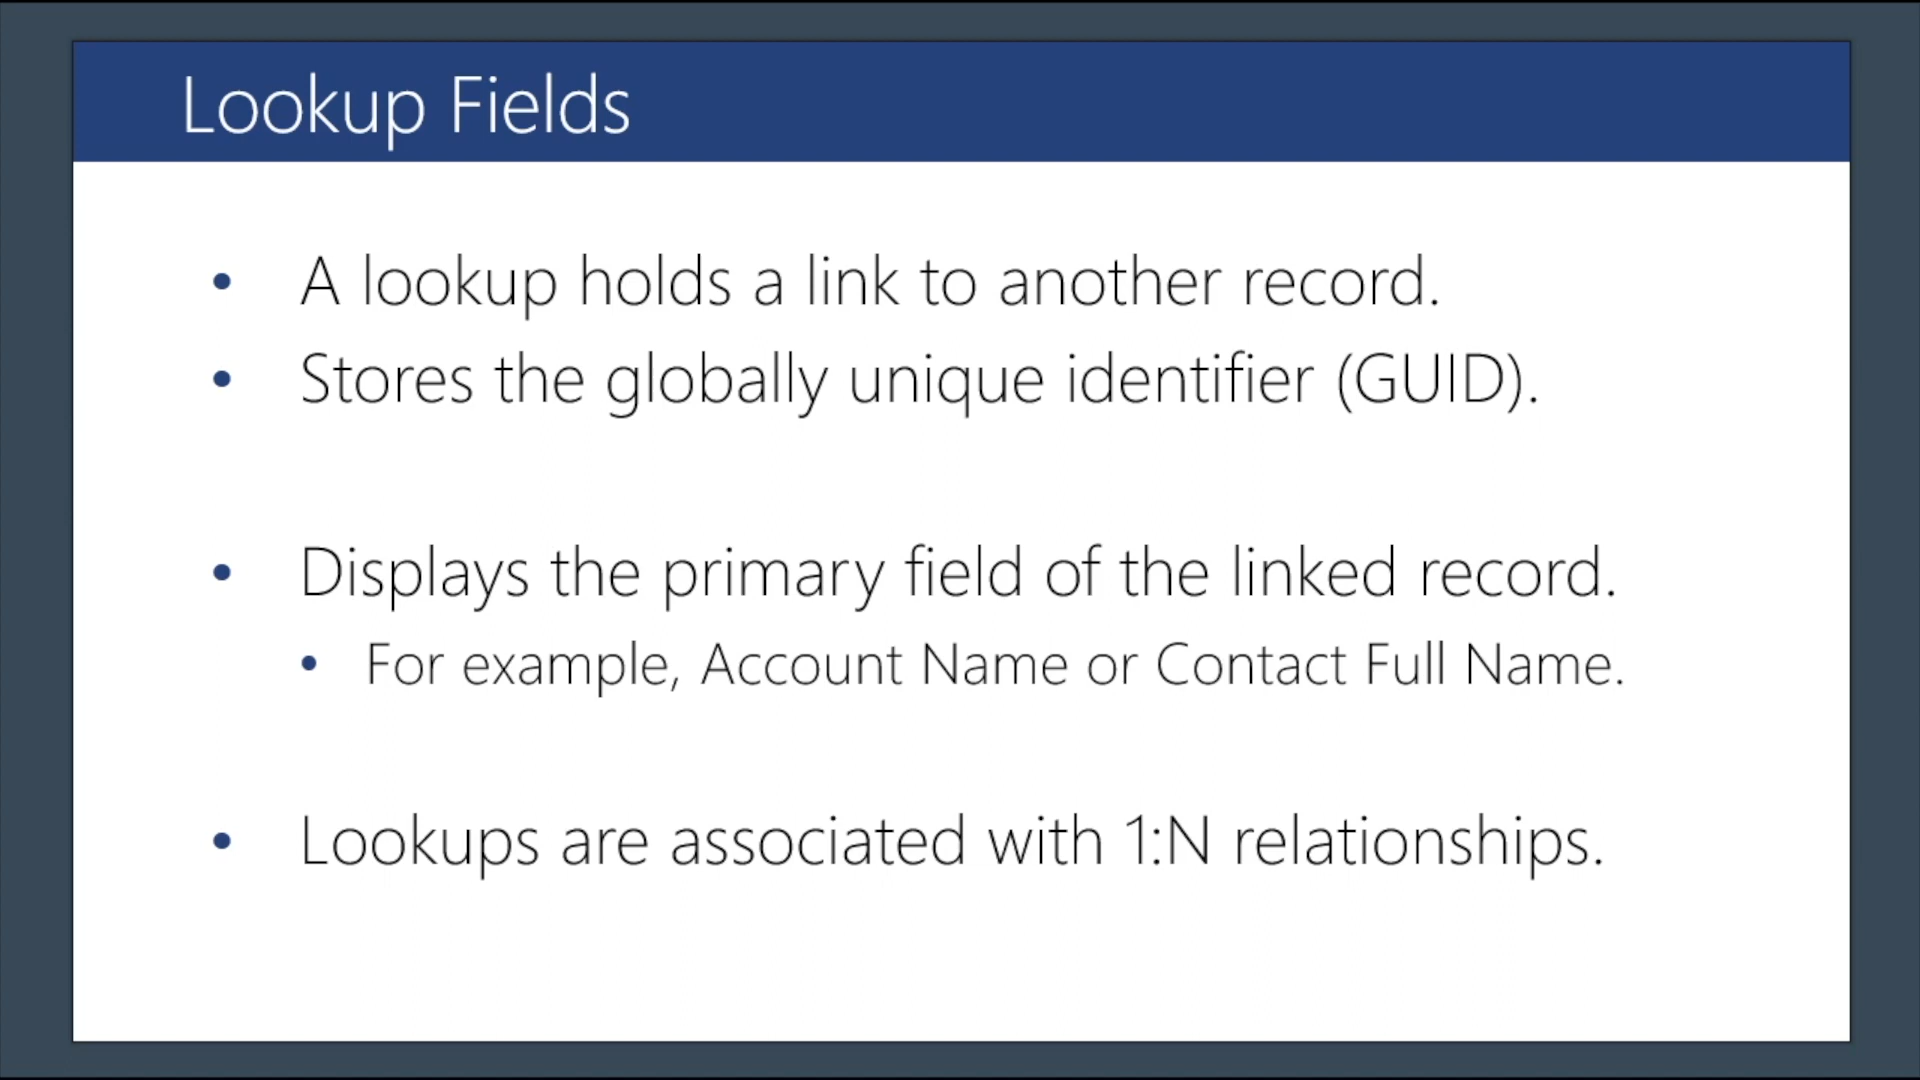 Lookup Fields
• A lookup holds a link to another record.
• Stores the globally unique identifier (GUID).
• Displays the primary field of the linked record.
• For example, Account Name or Contact Full Name.
• Lookups are associated with 1:N relationships.